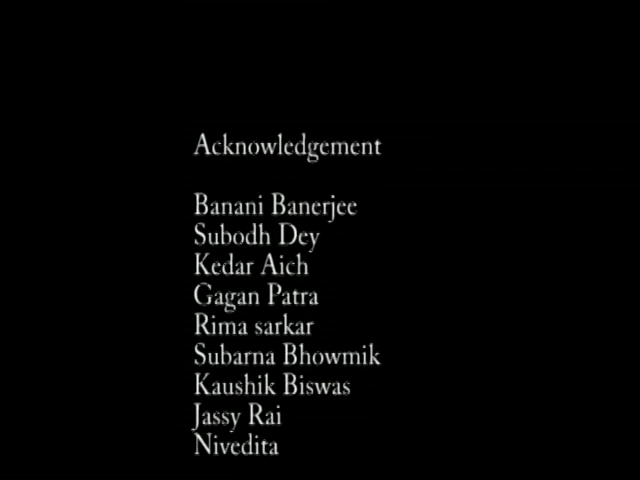 Acknowledgement
Banani Banerjee
Subodh Dey
Kedar Aich
Gagan Patra
Rima sarkar
Subarna Bhowmik
Kaushik Biswas
Jassy Rai
Nivedita